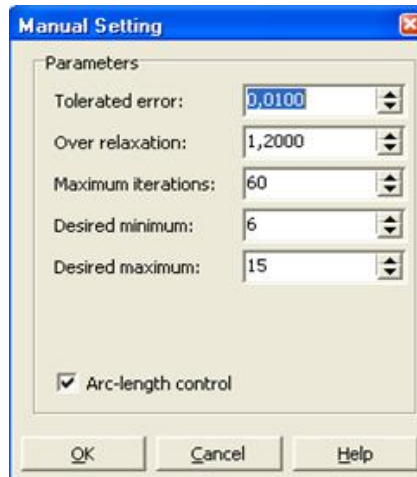 Manual Setting
Parameters
Tolerated error: 0,0100
Over relaxation: 1,2000
Maximum iterations: 60
Desired minimum: 6
Desired maximum: 15
Arc-length control
OK Cancel Help